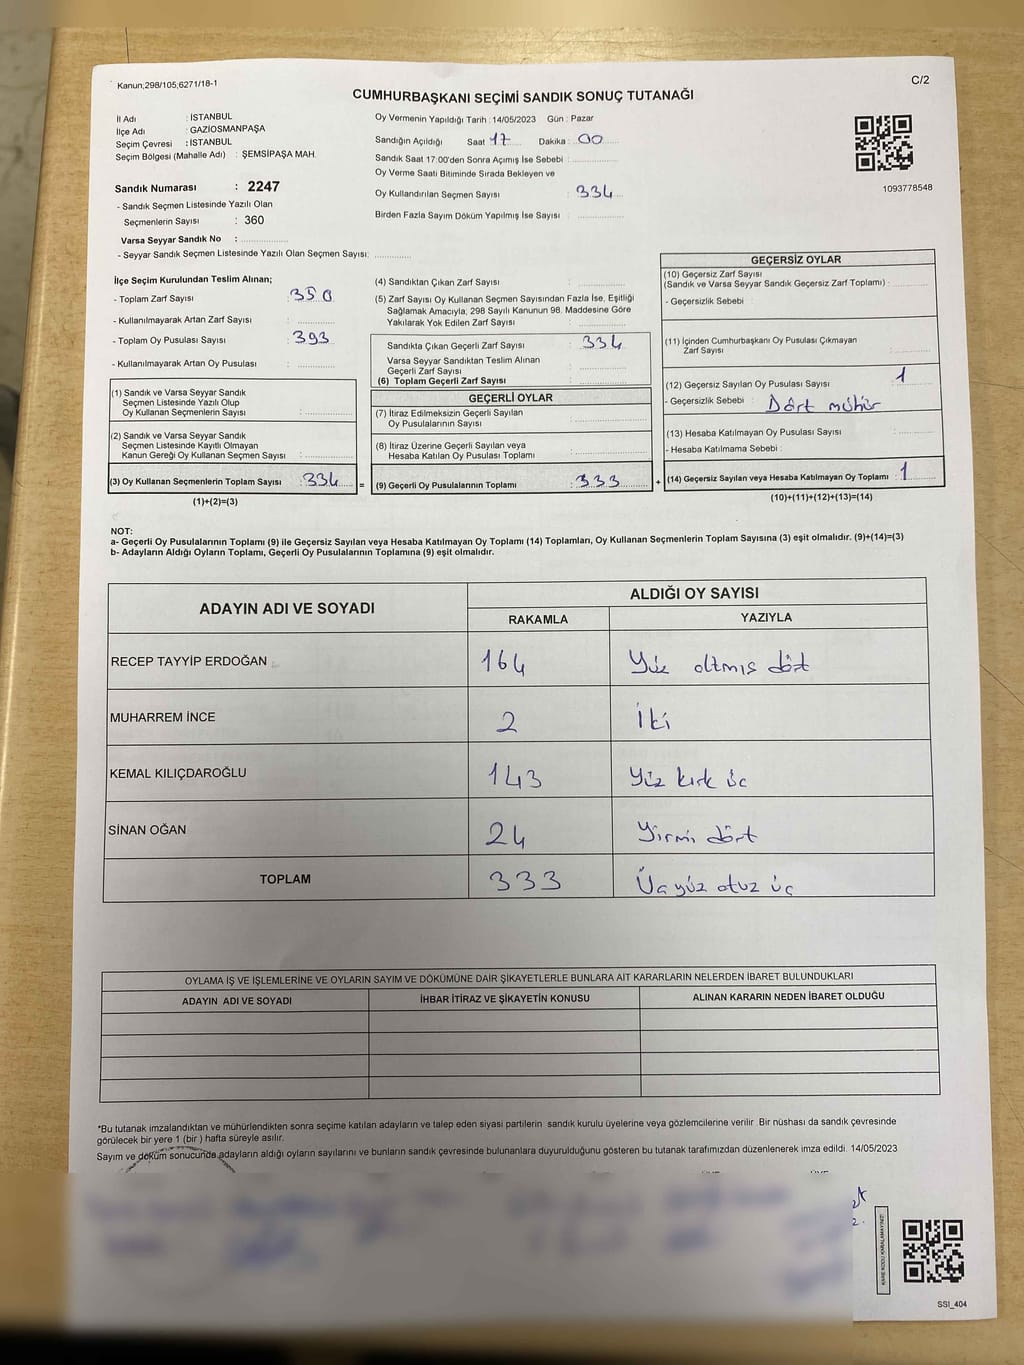 Kanun;298/105;6271/18-1
C/2
CUMHURBAŞKANI SEÇİMİ SANDIK SONUÇ TUTANAĞI
İl Adı : İSTANBUL
İlçe Adı : GAZİOSMANPAŞA
Seçim Çevresi : İSTANBUL
Seçim Bölgesi (Mahalle Adı) : ŞEMSİPAŞA MAH.
Sandık Numarası : 2247
- Sandık Seçmen Listesinde Yazılı Olan
Seçmenlerin Sayısı : 360
Varsa Seyyar Sandık No :
- Seyyar Sandık Seçmen Listesinde Yazılı Olan Seçmen Sayısı:
Oy Vermenin Yapıldığı Tarih : 14/05/2023 Gün : Pazar
Sandığın Açıldığı Saat 17 Dakika : 00
Sandık Saat 17:00'den Sonra Açımış İse Sebebi :
Oy Verme Saati Bitiminde Sırada Bekleyen ve
Oy Kullandırılan Seçmen Sayısı : 334
Birden Fazla Sayım Döküm Yapılmış İse Sayısı :
1093778548
İlçe Seçim Kurulundan Teslim Alınan;
- Toplam Zarf Sayısı : 350
- Kullanılmayarak Artan Zarf Sayısı :
- Toplam Oy Pusulası Sayısı : 393
- Kullanılmayarak Artan Oy Pusulası :
(1) Sandık ve Varsa Seyyar Sandık
Seçmen Listesinde Yazılı Olup
Oy Kullanan Seçmenlerin Sayısı :
(2) Sandık ve Varsa Seyyar Sandık
Seçmen Listesinde Kayıtlı Olmayan
Kanun Gereği Oy Kullanan Seçmen Sayısı :
(3) Oy Kullanan Seçmenlerin Toplam Sayısı : 334
(1)+(2)=(3)
=
(4) Sandıktan Çıkan Zarf Sayısı :
(5) Zarf Sayısı Oy Kullanan Seçmen Sayısından Fazla İse, Eşitliği
Sağlamak Amacıyla, 298 Sayılı Kanunun 98. Maddesine Göre
Yakılarak Yok Edilen Zarf Sayısı :
Sandıkta Çıkan Geçerli Zarf Sayısı : 334
Varsa Seyyar Sandıktan Teslim Alınan
Geçerli Zarf Sayısı :
(6) Toplam Geçerli Zarf Sayısı :
GEÇERLİ OYLAR
(7) İtiraz Edilmeksizin Geçerli Sayılan
Oy Pusulalarının Sayısı :
(8) İtiraz Üzerine Geçerli Sayılan veya
Hesaba Katılan Oy Pusulası Toplamı :
(9) Geçerli Oy Pusulalarının Toplamı : 333
+
GEÇERSİZ OYLAR
(10) Geçersiz Zarf Sayısı
(Sandık ve Varsa Seyyar Sandık Geçersiz Zarf Toplamı) :
- Geçersizlik Sebebi :
(11) İçinden Cumhurbaşkanı Oy Pusulası Çıkmayan
Zarf Sayısı :
(12) Geçersiz Sayılan Oy Pusulası Sayısı : 1
- Geçersizlik Sebebi : Dört mühür
(13) Hesaba Katılmayan Oy Pusulası Sayısı :
- Hesaba Katılmama Sebebi :
(14) Geçersiz Sayılan veya Hesaba Katılmayan Oy Toplamı : 1
(10)+(11)+(12)+(13)=(14)
NOT:
a- Geçerli Oy Pusulalarının Toplamı (9) ile Geçersiz Sayılan veya Hesaba Katılmayan Oy Toplamı (14) Toplamları, Oy Kullanan Seçmenlerin Toplam Sayısına (3) eşit olmalıdır. (9)+(14)=(3)
b- Adayların Aldığı Oyların Toplamı, Geçerli Oy Pusulalarının Toplamına (9) eşit olmalıdır.
ADAYIN ADI VE SOYADI ALDIĞI OY SAYISI
RAKAMLA YAZIYLA
RECEP TAYYİP ERDOĞAN 164 Yüz altmış dört
MUHARREM İNCE 2 İki
KEMAL KILIÇDAROĞLU 143 Yüz kırk üç
SİNAN OĞAN 24 Yirmi dört
TOPLAM 333 Üçyüz otuz üç
OYLAMA İŞ VE İŞLEMLERİNE VE OYLARIN SAYIM VE DÖKÜMÜNE DAİR ŞİKAYETLERLE BUNLARA AİT KARARLARIN NELERDEN İBARET BULUNDUKLARI
ADAYIN ADI VE SOYADI İHBAR İTİRAZ VE ŞİKAYETİN KONUSU ALINAN KARARIN NEDEN İBARET OLDUĞU
*Bu tutanak imzalandıktan ve mühürlendikten sonra seçime katılan adayların ve talep eden siyasi partilerin sandık kurulu üyelerine veya gözlemcilerine verilir. Bir nüshası da sandık çevresinde
görülecek bir yere 1 (bir ) hafta süreyle asılır.
Sayım ve döküm sonucunda adayların aldığı oyların sayılarını ve bunların sandık çevresinde bulunanlara duyurulduğunu gösteren bu tutanak tarafımızdan düzenlenerek imza edildi. 14/05/2023
KARE KODU KARALAMAYINIZ!
SSI_404